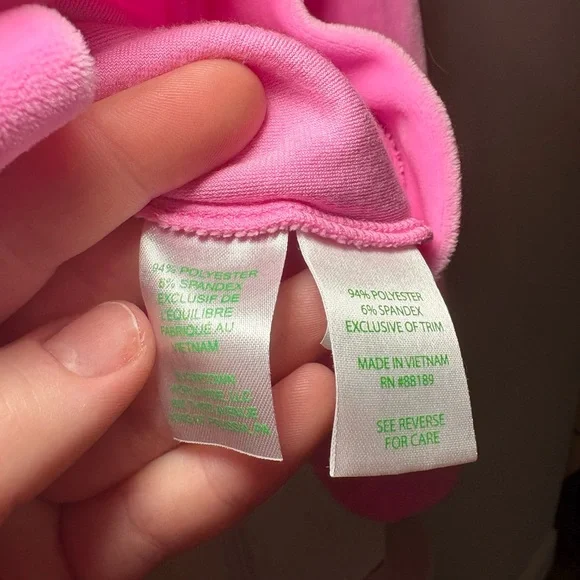 94% POLYESTER
6% SPANDEX
EXCLUSIF DE
L'EQUILIBRE
FABRIQUÉ AU
VIETNAM
94% POLYESTER
6% SPANDEX
EXCLUSIVE OF TRIM
MADE IN VIETNAM
RN #88189
SEE REVERSE
FOR CARE